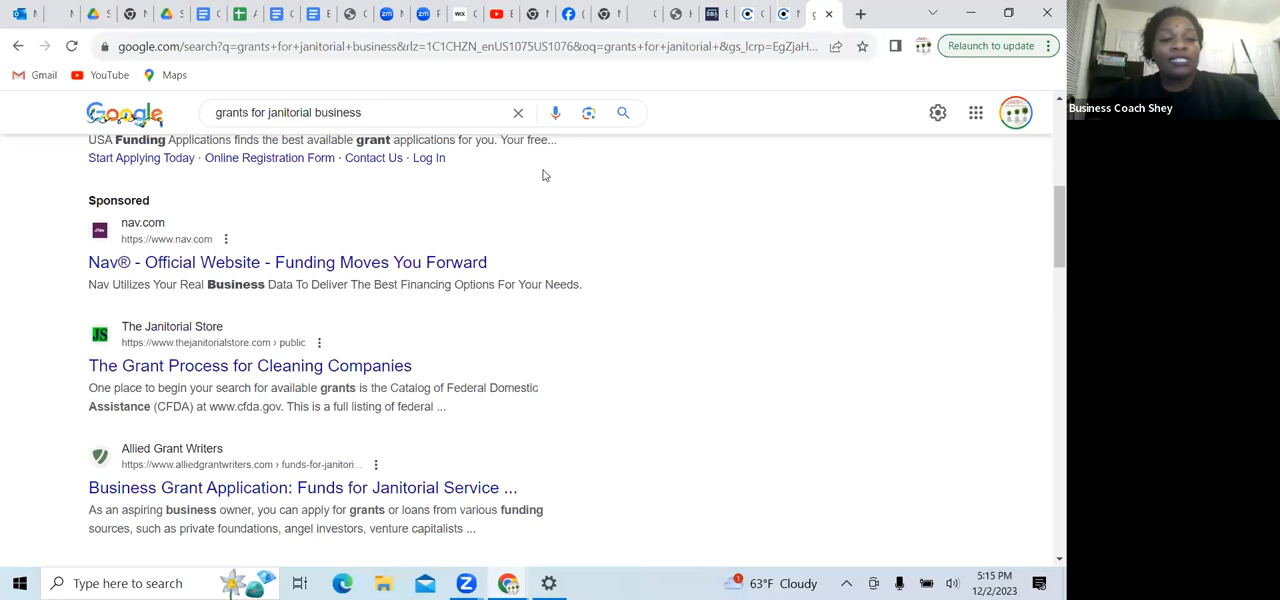 google.com/search?q=grants+for+janitorial+business&rlz=1C1CHZN_enUS1075US1076&oq=grants+for+janitorial+&gs_lcrp=EgZjaH...
Relaunch to update
Gmail
YouTube
Maps
Google
grants for janitorial business
Business Coach Shey
USA Funding Applications finds the best available grant applications for you. Your free...
Start Applying Today · Online Registration Form · Contact Us · Log In
Sponsored
nav.com
https://www.nav.com
Nav® - Official Website - Funding Moves You Forward
Nav Utilizes Your Real Business Data To Deliver The Best Financing Options For Your Needs.
JS
The Janitorial Store
https://www.thejanitorialstore.com › public
The Grant Process for Cleaning Companies
One place to begin your search for available grants is the Catalog of Federal Domestic
Assistance (CFDA) at www.cfda.gov. This is a full listing of federal ...
Allied Grant Writers
https://www.alliedgrantwriters.com › funds-for-janitori...
Business Grant Application: Funds for Janitorial Service ...
As an aspiring business owner, you can apply for grants or loans from various funding
sources, such as private foundations, angel investors, venture capitalists ...
Type here to search
63°F Cloudy
5:15 PM
12/2/2023